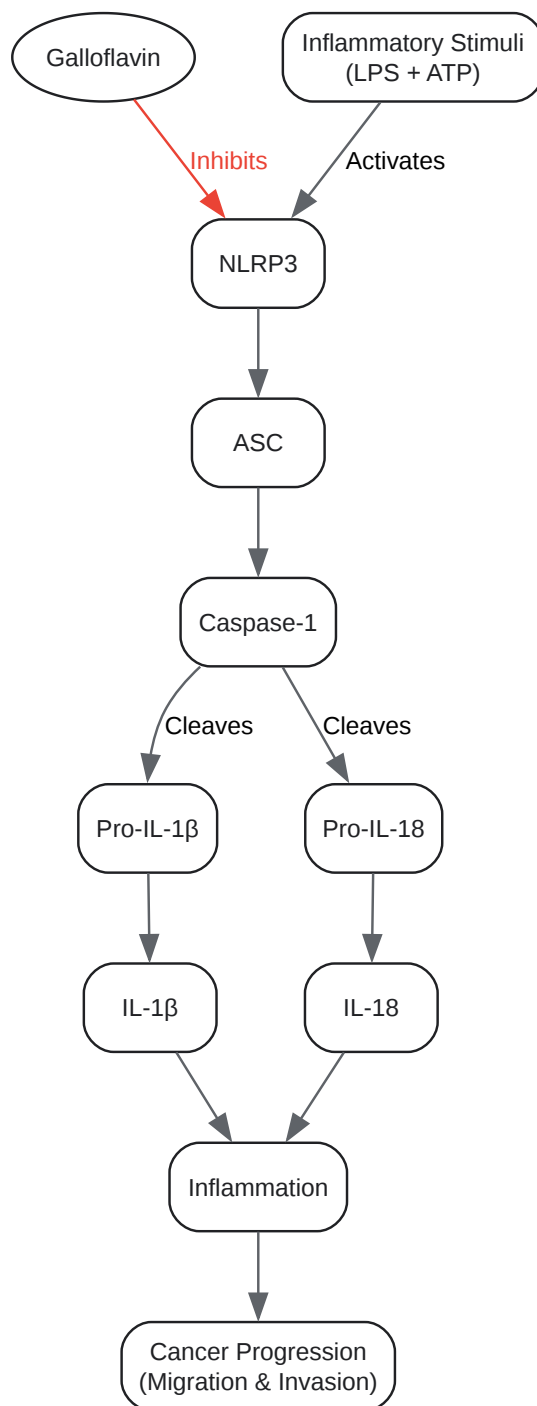 Galloflavin
Inflammatory Stimuli
(LPS + ATP)
Inhibits
Activates
NLRP3
ASC
Caspase-1
Cleaves
Cleaves
Pro-IL-1β
Pro-IL-18
IL-1β
IL-18
Inflammation
Cancer Progression
(Migration & Invasion)